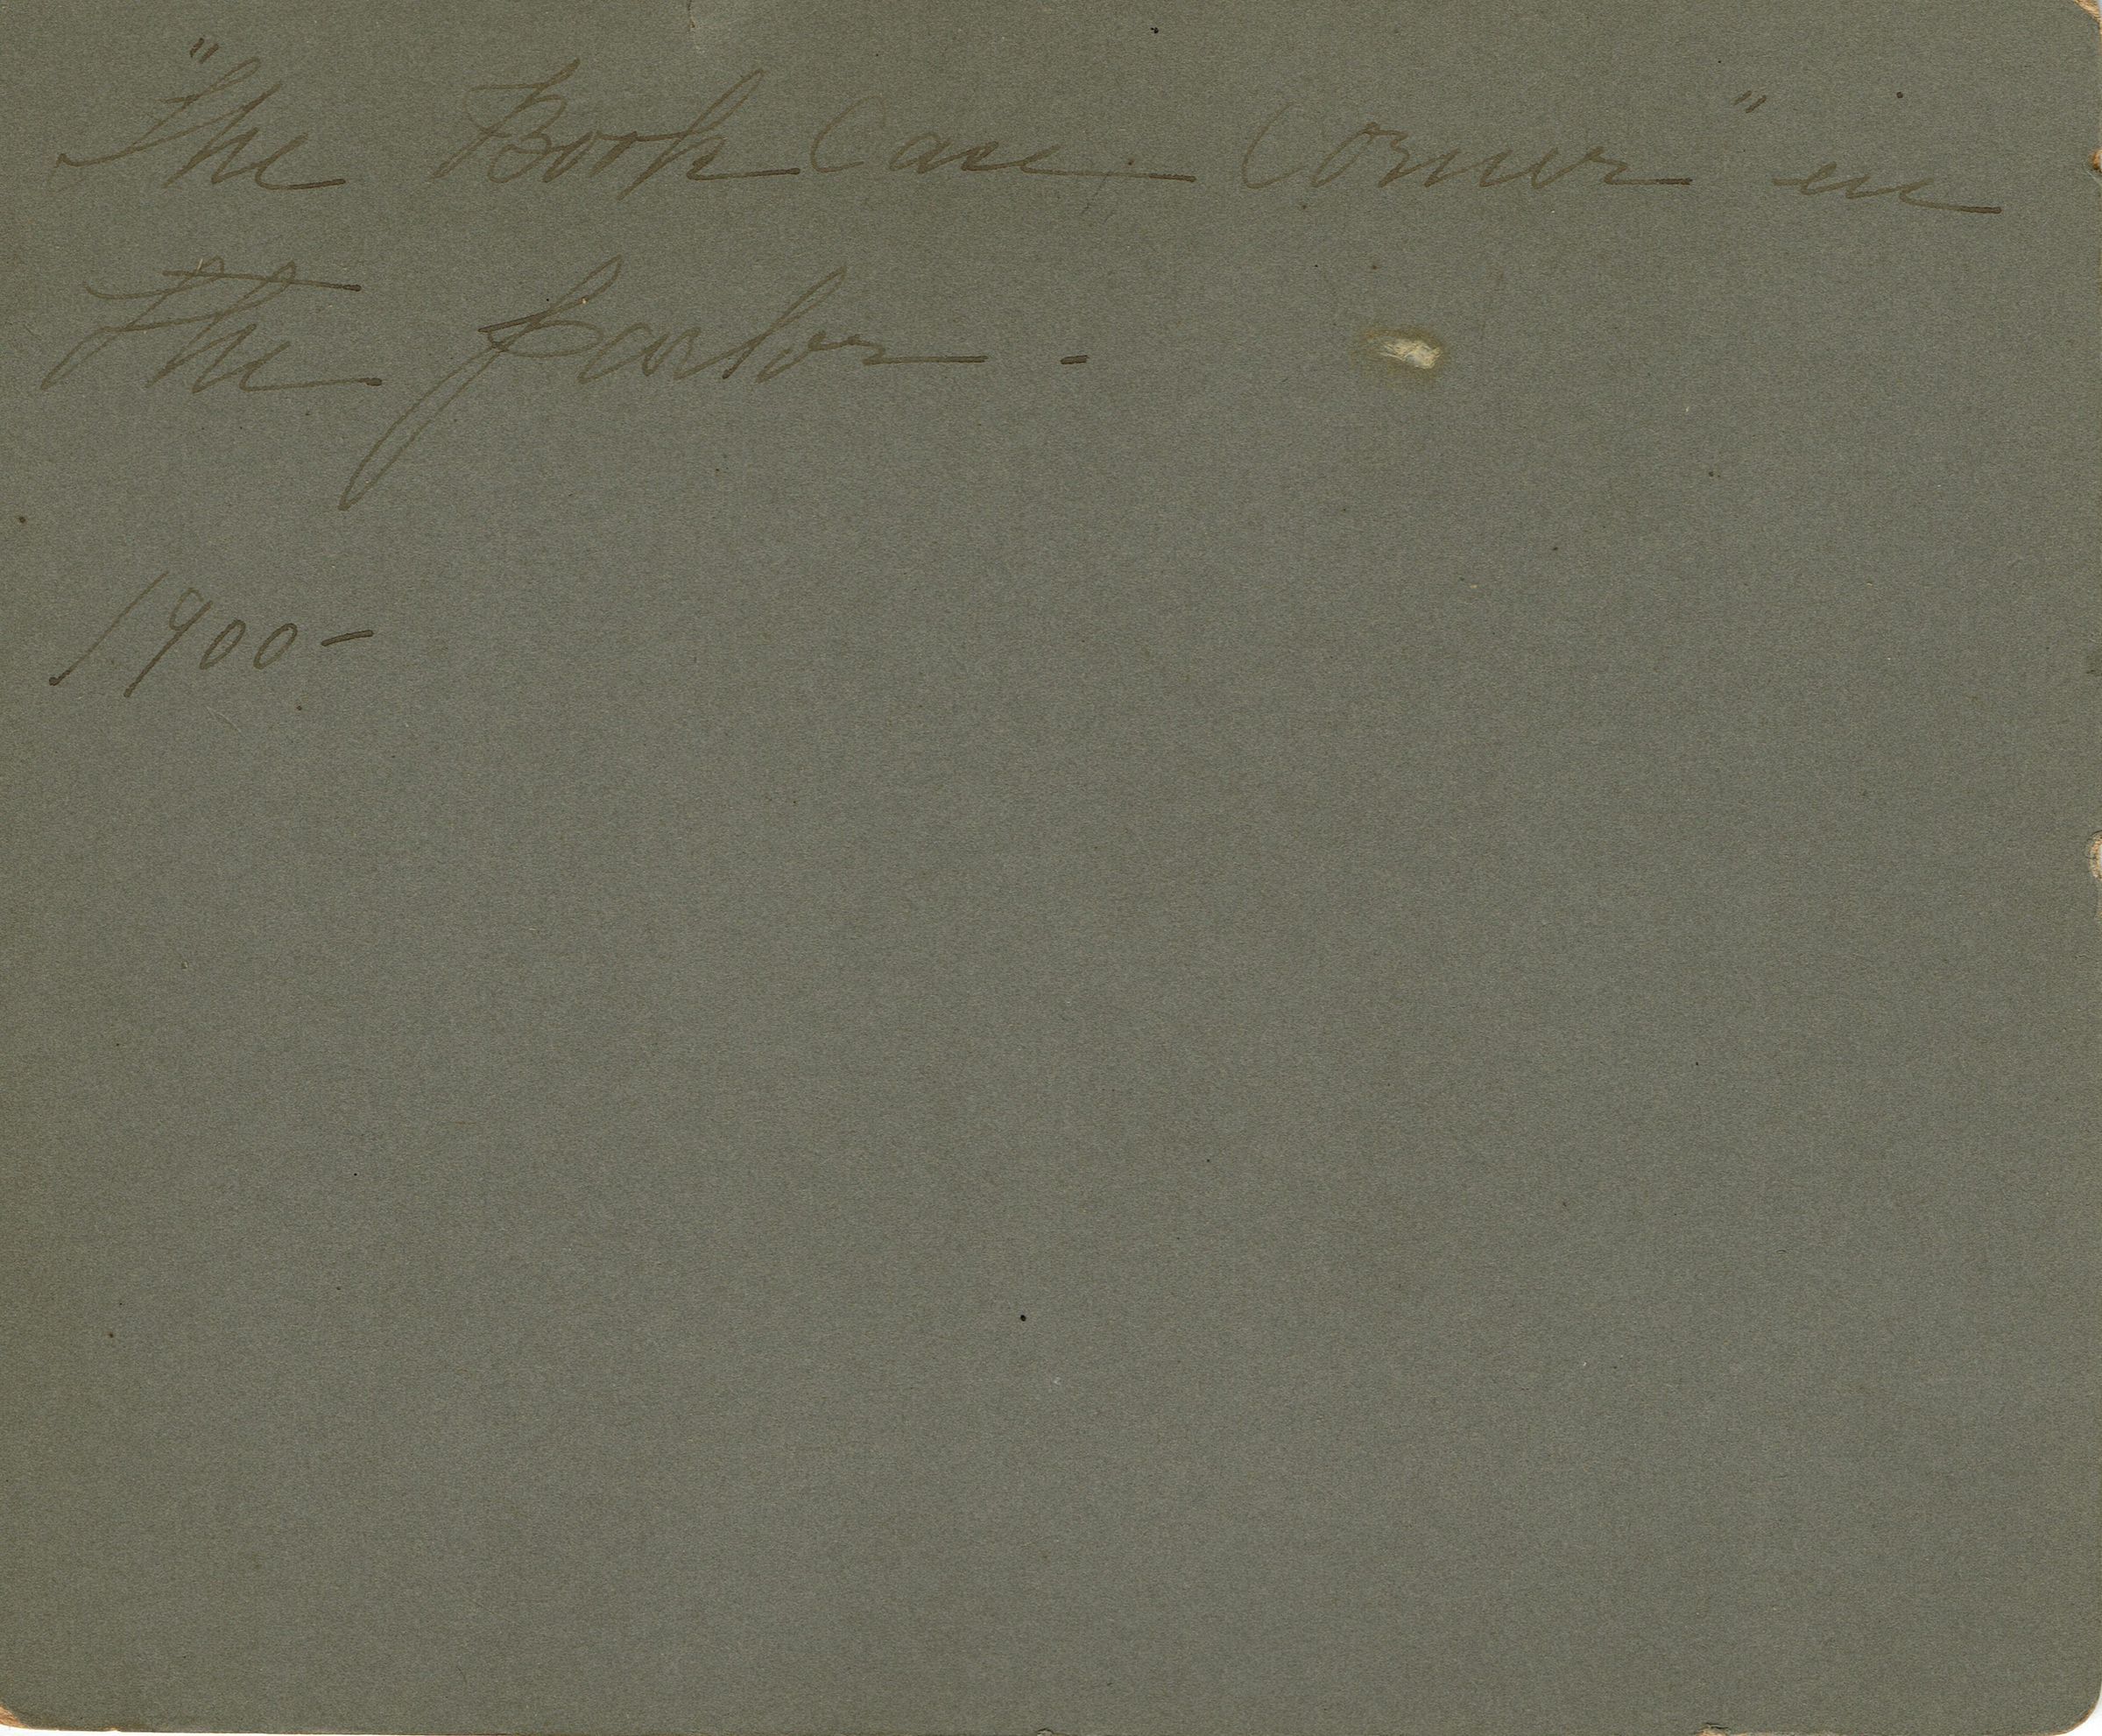 "The Book Case Corner" in
the parlor -
1900-